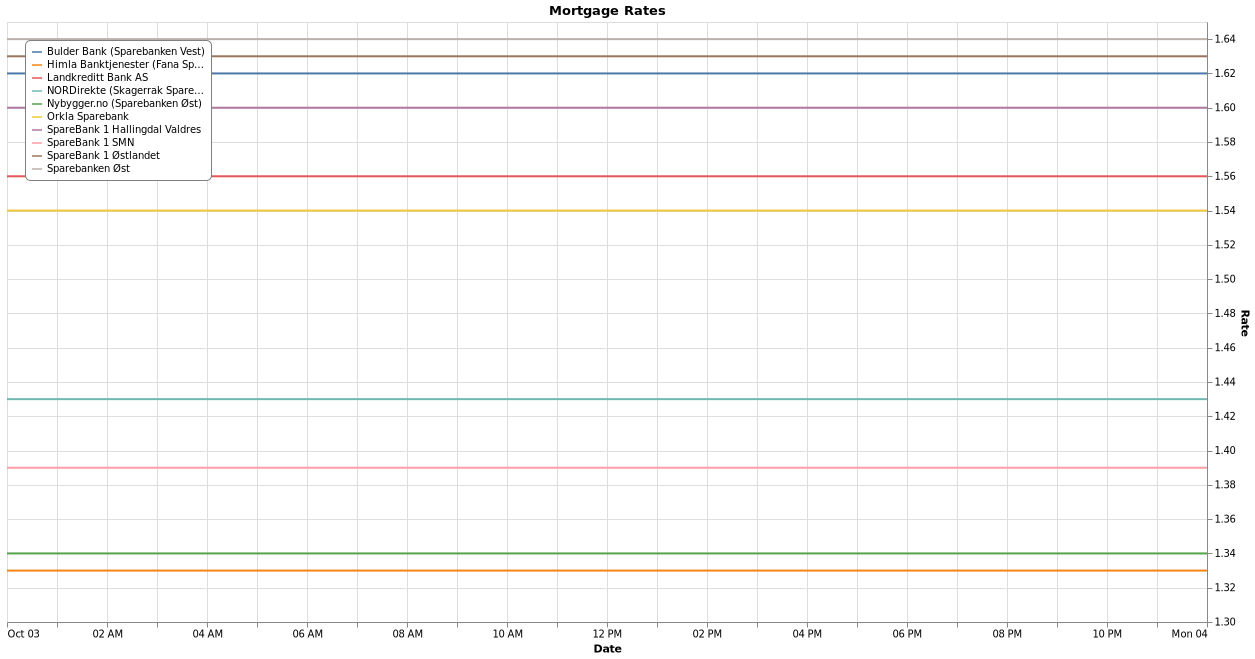 Mortgage Rates
Bulder Bank (Sparebanken Vest)
Himla Banktjenester (Fana Sp...
Landkreditt Bank AS
NORDirekte (Skagerrak Spare...
Nybygger.no (Sparebanken Øst)
Orkla Sparebank
SpareBank 1 Hallingdal Valdres
SpareBank 1 SMN
SpareBank 1 Østlandet
Sparebanken Øst
1.64
1.62
1.60
1.58
1.56
1.54
1.52
1.50
1.48
1.46
1.44
1.42
1.40
1.38
1.36
1.34
1.32
1.30
Rate
Oct 03 02 AM 04 AM 06 AM 08 AM 10 AM 12 PM 02 PM 04 PM 06 PM 08 PM 10 PM Mon 04
Date